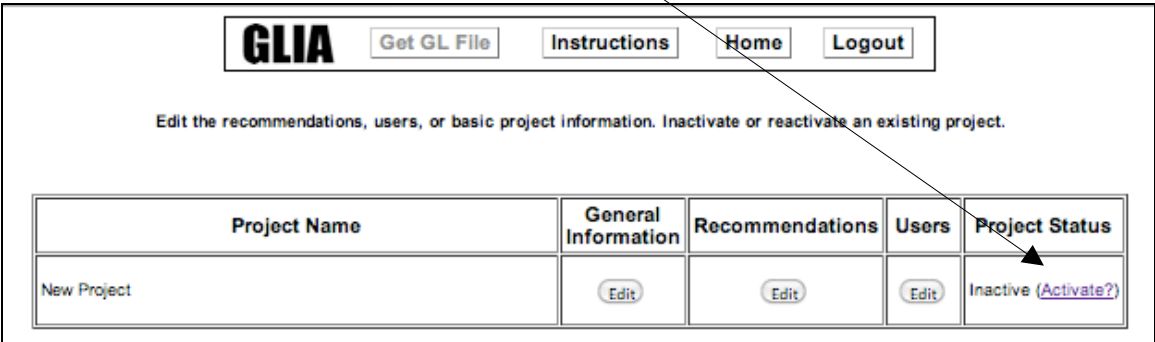 GLIA Get GL File Instructions Home Logout
Edit the recommendations, users, or basic project information. Inactivate or reactivate an existing project.
Project Name General Information Recommendations Users Project Status
New Project Edit Edit Edit Inactive (Activate?)